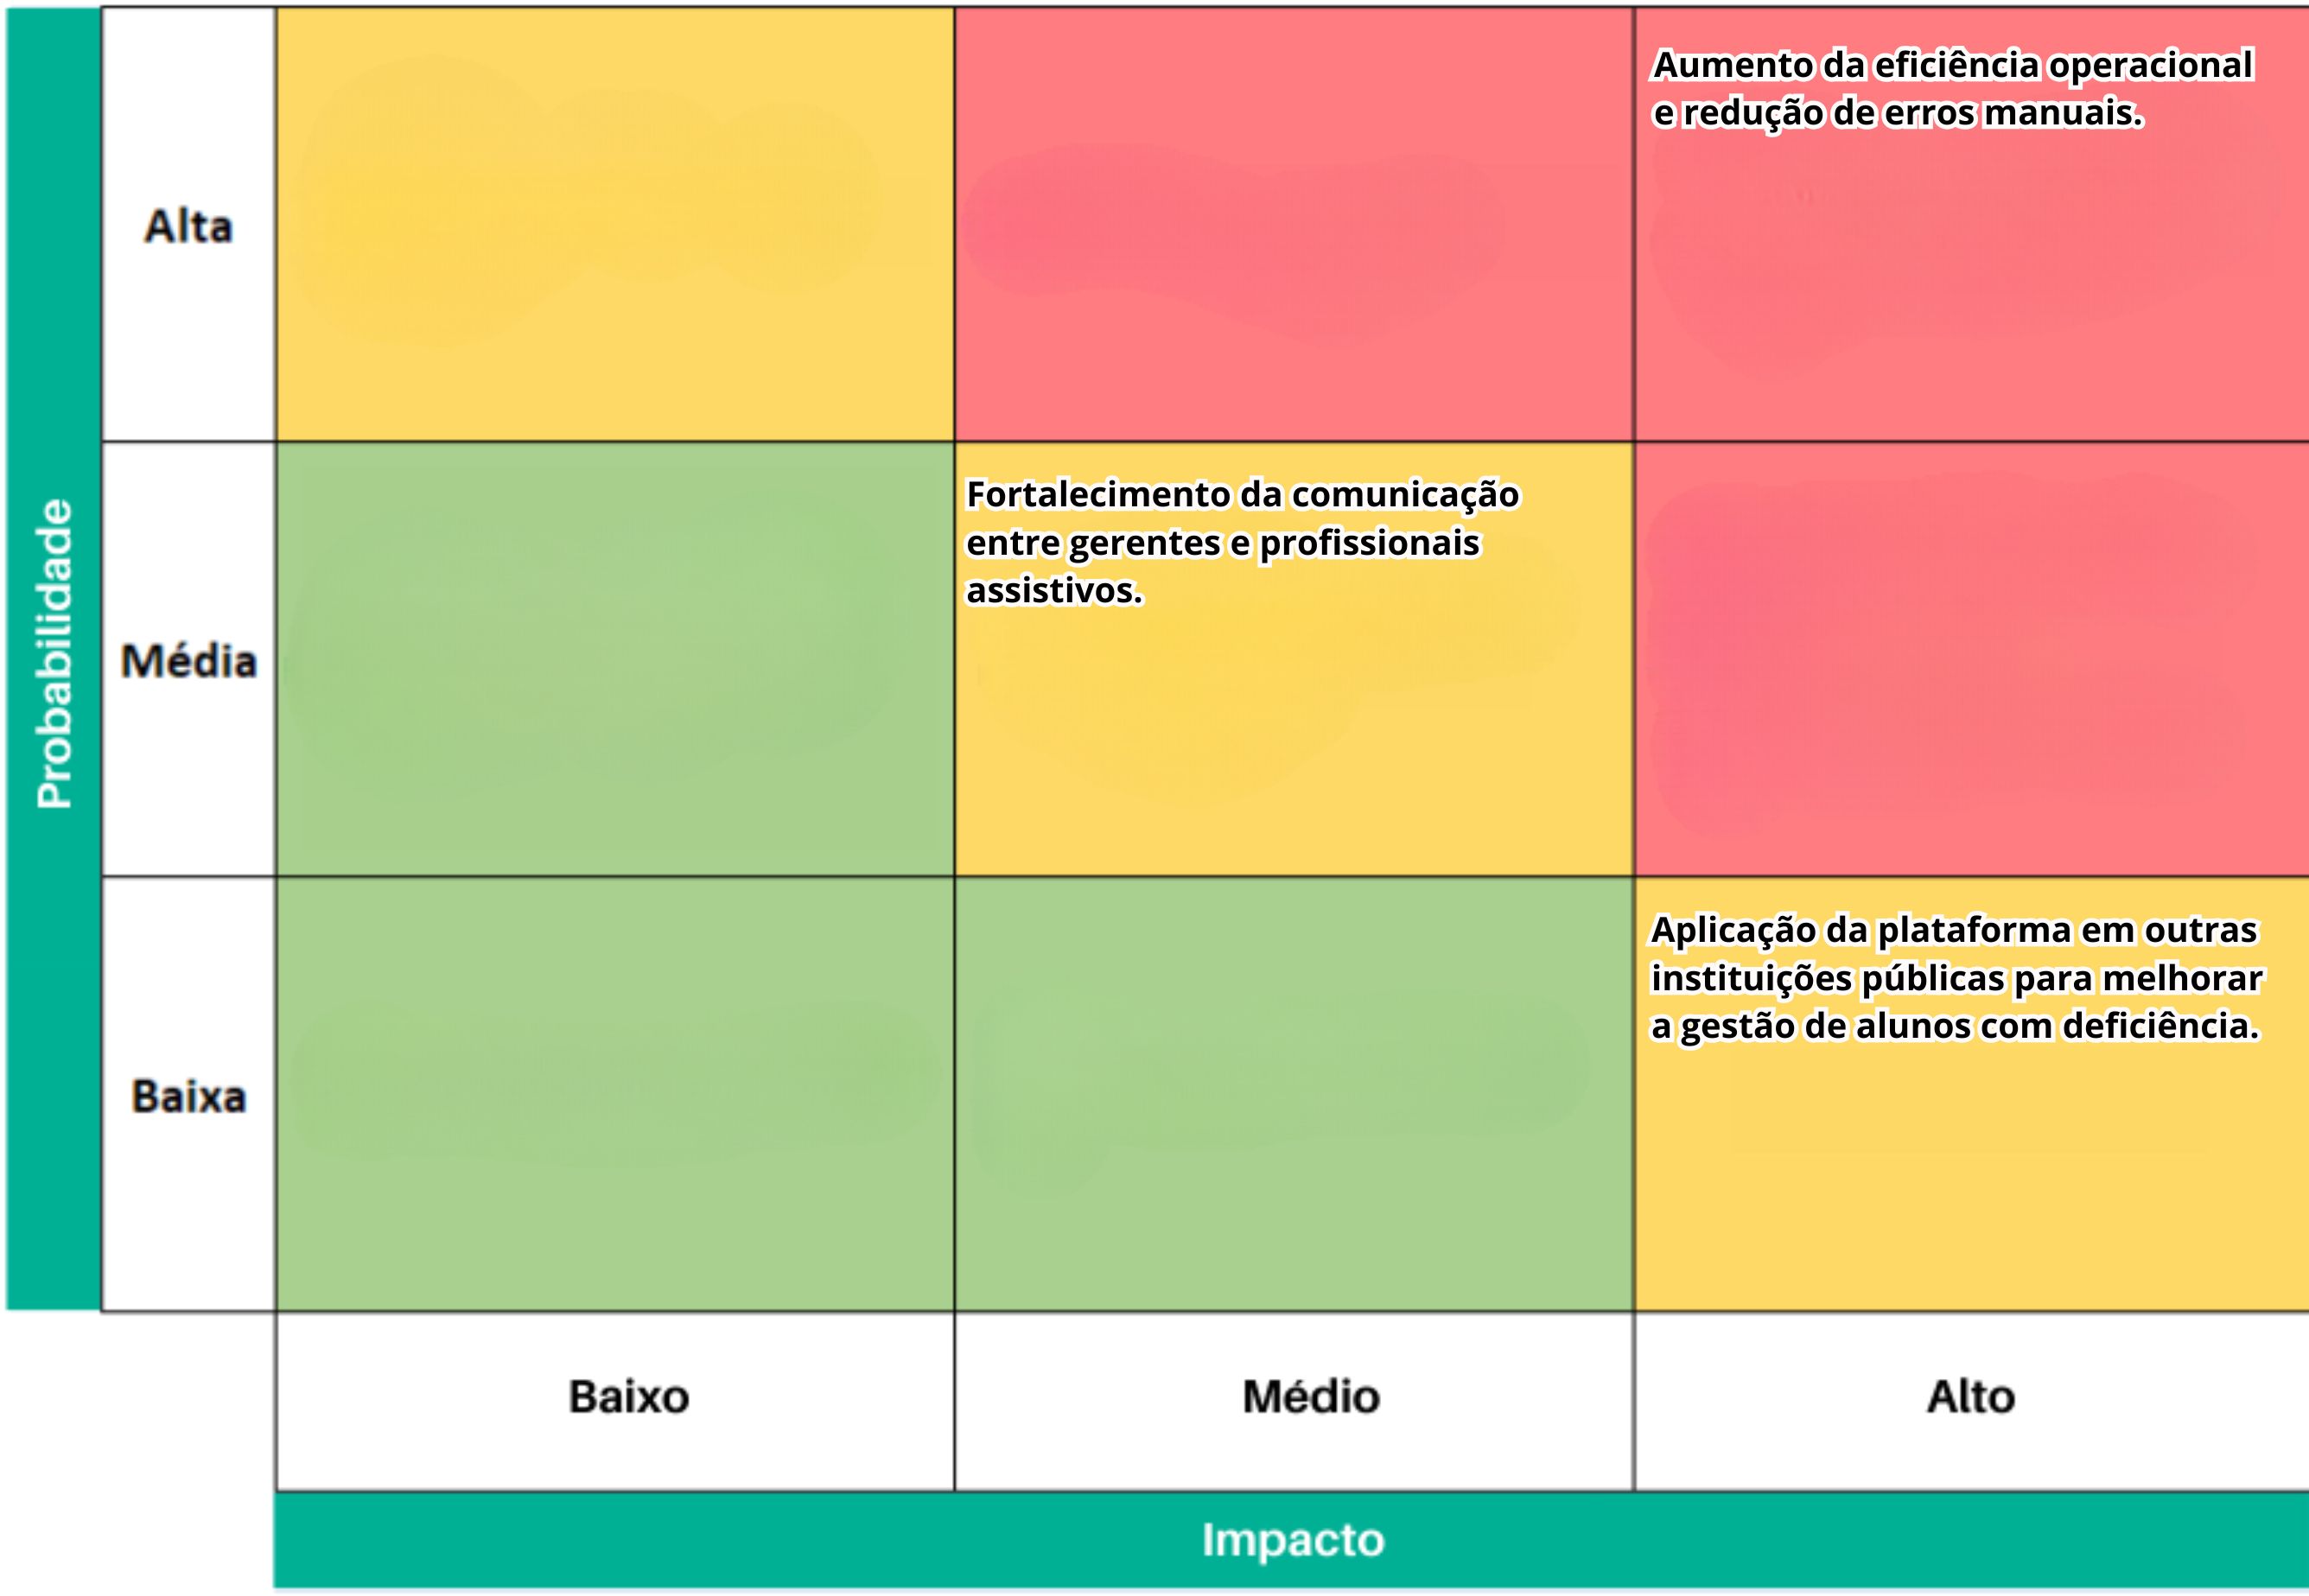 Probabilidade
Alta
Aumento da eficiência operacional
e redução de erros manuais.
Média
Fortalecimento da comunicação
entre gerentes e profissionais
assistivos.
Baixa
Aplicação da plataforma em outras
instituições públicas para melhorar
a gestão de alunos com deficiência.
Baixo
Médio
Alto
Impacto